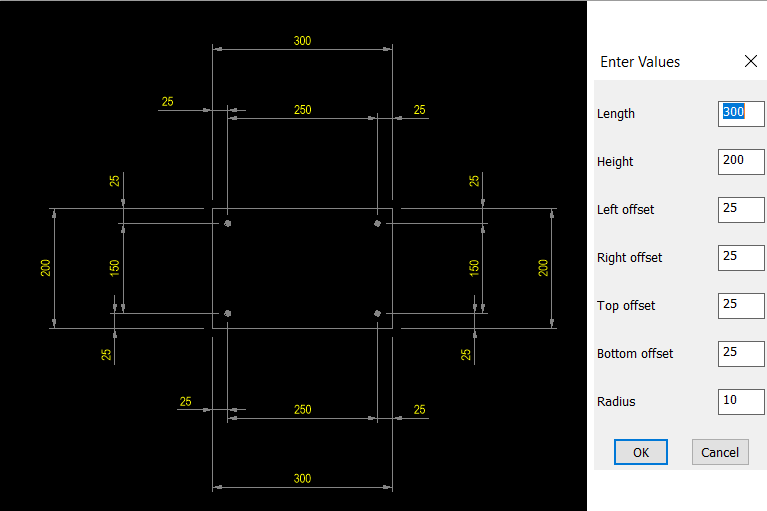 300
25
250
25
25
25
200
150
150
200
25
25
25
250
25
300
Enter Values
Length 300
Height 200
Left offset 25
Right offset 25
Top offset 25
Bottom offset 25
Radius 10
OK Cancel